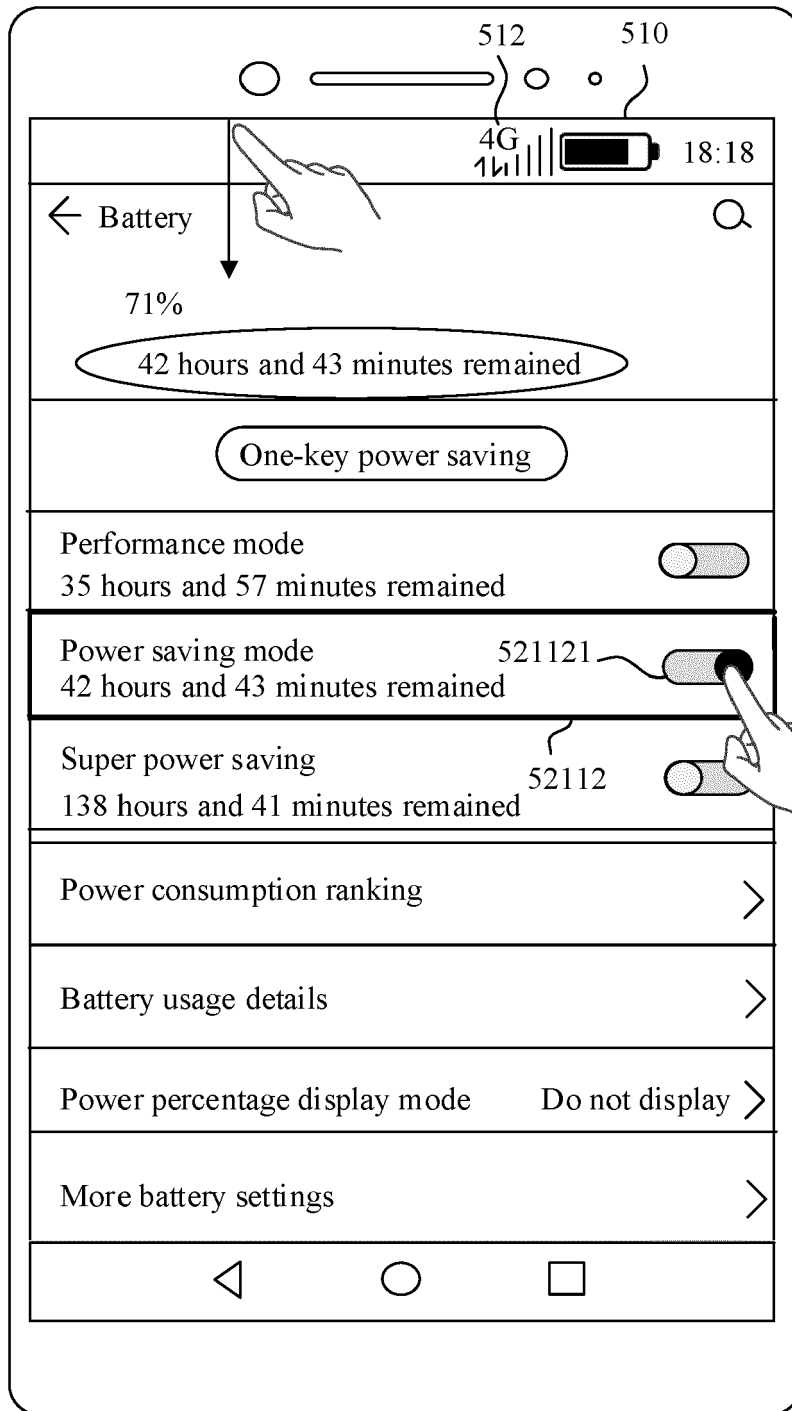 512
510
4G
18:18
Battery
71%
42 hours and 43 minutes remained
One-key power saving
Performance mode
35 hours and 57 minutes remained
Power saving mode
521121
42 hours and 43 minutes remained
Super power saving
52112
138 hours and 41 minutes remained
Power consumption ranking
Battery usage details
Power percentage display mode Do not display
More battery settings